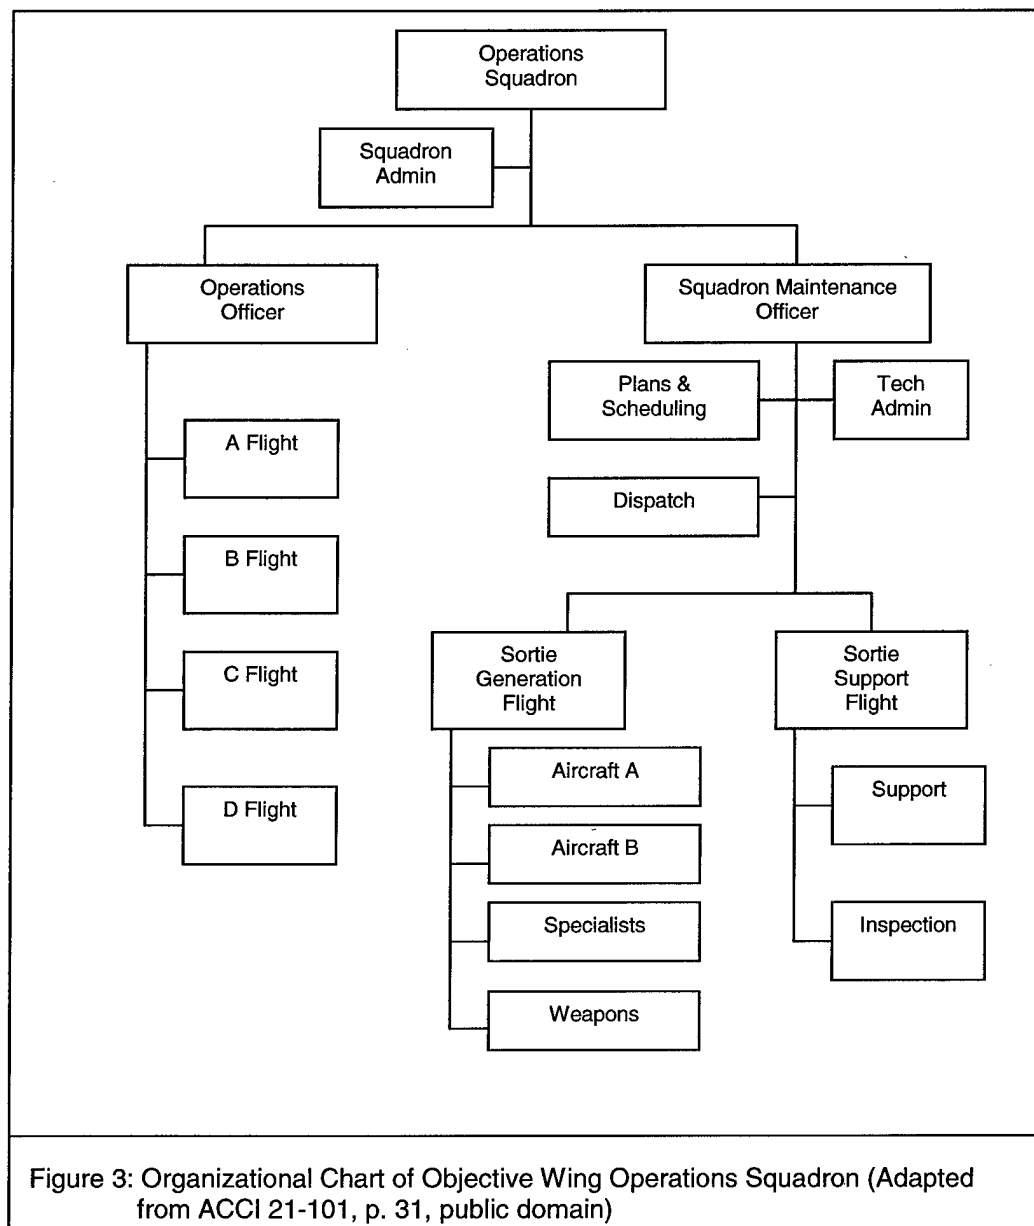 Operations
Squadron
Squadron
Admin
Operations
Officer
Squadron Maintenance
Officer
Plans &
Scheduling
Tech
Admin
A Flight
Dispatch
B Flight
C Flight
Sortie
Generation
Flight
Sortie
Support
Flight
D Flight
Aircraft A
Support
Aircraft B
Specialists
Inspection
Weapons
Figure 3: Organizational Chart of Objective Wing Operations Squadron (Adapted
from ACCI 21-101, p. 31, public domain)